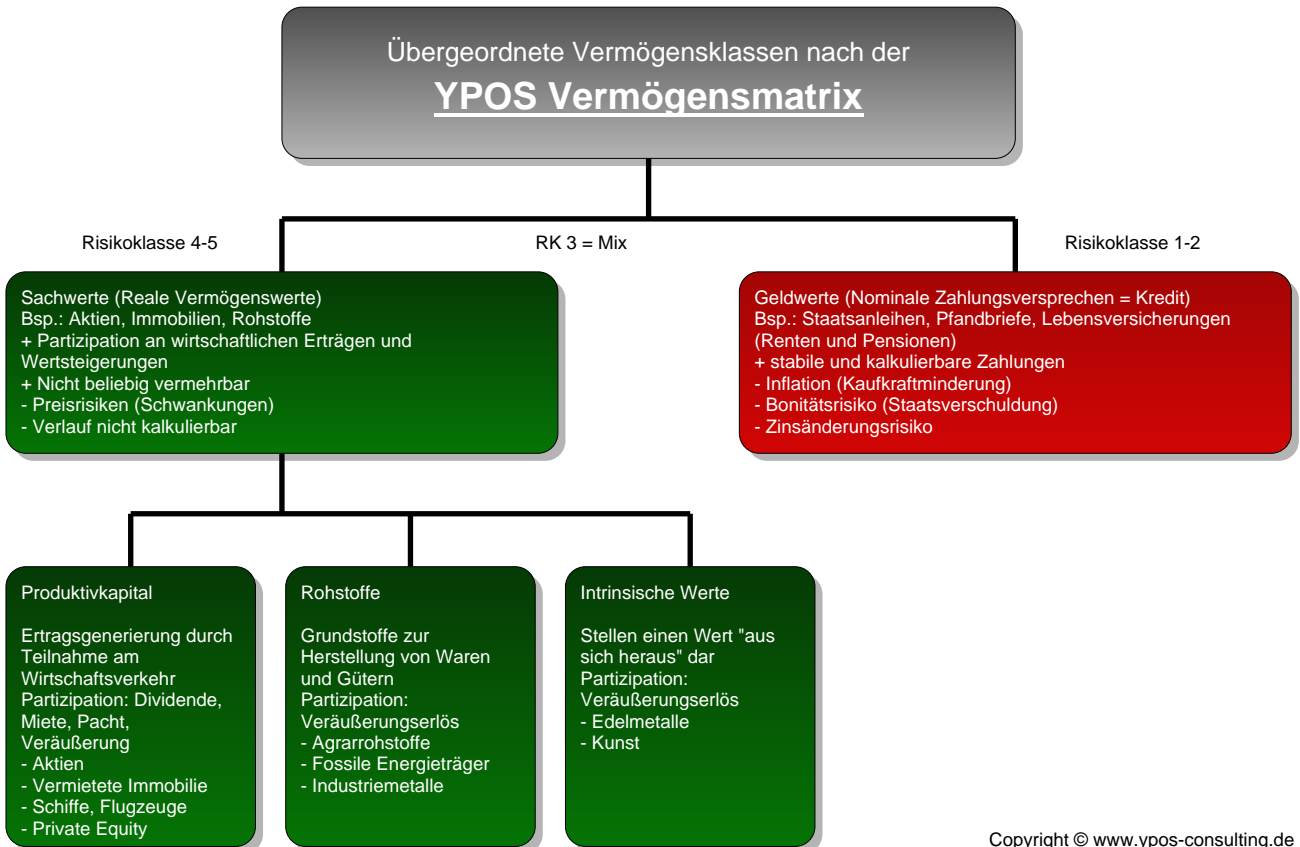 Übergeordnete Vermögensklassen nach der
YPOS Vermögensmatrix
Risikoklasse 4-5
RK 3 = Mix
Risikoklasse 1-2
Sachwerte (Reale Vermögenswerte)
Bsp.: Aktien, Immobilien, Rohstoffe
+ Partizipation an wirtschaftlichen Erträgen und
Wertsteigerungen
+ Nicht beliebig vermehrbar
- Preisrisiken (Schwankungen)
- Verlauf nicht kalkulierbar
Geldwerte (Nominale Zahlungsversprechen = Kredit)
Bsp.: Staatsanleihen, Pfandbriefe, Lebensversicherungen
(Renten und Pensionen)
+ stabile und kalkulierbare Zahlungen
- Inflation (Kaufkraftminderung)
- Bonitätsrisiko (Staatsverschuldung)
- Zinsänderungsrisiko
Produktivkapital
Ertragsgenerierung durch
Teilnahme am
Wirtschaftsverkehr
Partizipation: Dividende,
Miete, Pacht,
Veräußerung
- Aktien
- Vermietete Immobilie
- Schiffe, Flugzeuge
- Private Equity
Rohstoffe
Grundstoffe zur
Herstellung von Waren
und Gütern
Partizipation:
Veräußerungserlös
- Agrarrohstoffe
- Fossile Energieträger
- Industriemetalle
Intrinsische Werte
Stellen einen Wert "aus
sich heraus" dar
Partizipation:
Veräußerungserlös
- Edelmetalle
- Kunst
Copyright © www.ypos-consulting.de